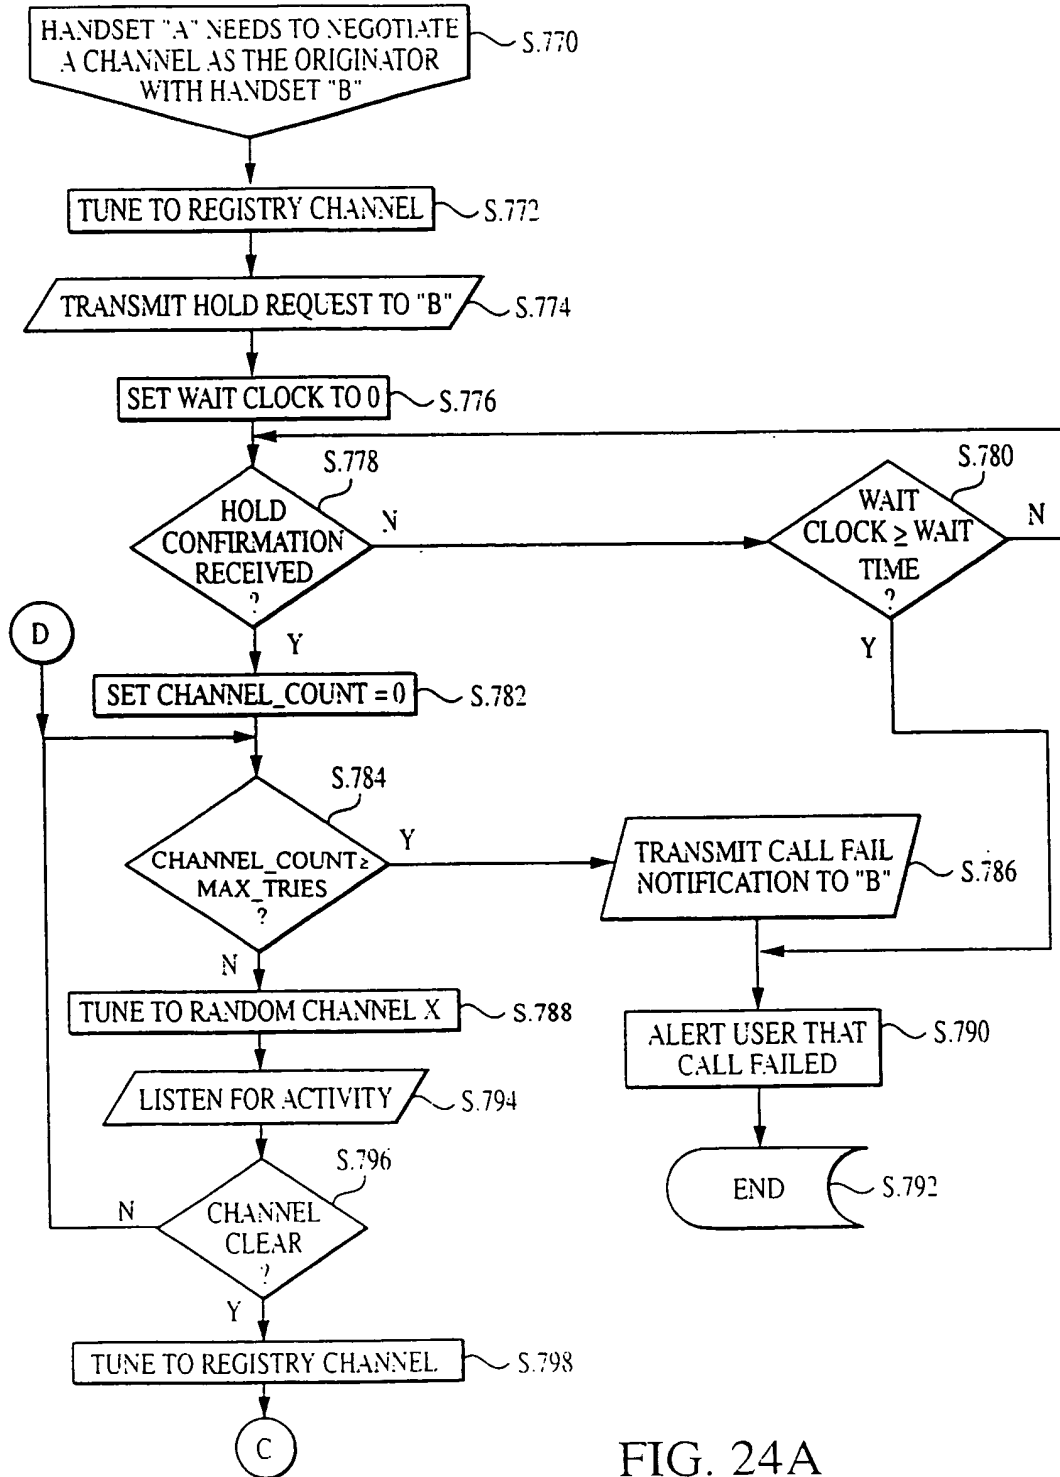 HANDSET "A" NEEDS TO NEGOTIATE
A CHANNEL AS THE ORIGINATOR
WITH HANDSET "B"
S.770
TUNE TO REGISTRY CHANNEL
S.772
TRANSMIT HOLD REQUEST TO "B"
S.774
SET WAIT CLOCK TO 0
S.776
S.778
HOLD
CONFIRMATION
RECEIVED
?
N
S.780
WAIT
CLOCK ≥ WAIT
TIME
?
N
Y
D
Y
SET CHANNEL_COUNT = 0
S.782
S.784
CHANNEL_COUNT ≥
MAX_TRIES
?
Y
TRANSMIT CALL FAIL
NOTIFICATION TO "B"
S.786
N
TUNE TO RANDOM CHANNEL X
S.788
ALERT USER THAT
CALL FAILED
S.790
LISTEN FOR ACTIVITY
S.794
S.796
CHANNEL
CLEAR
?
N
END
S.792
Y
TUNE TO REGISTRY CHANNEL
S.798
C
FIG. 24A